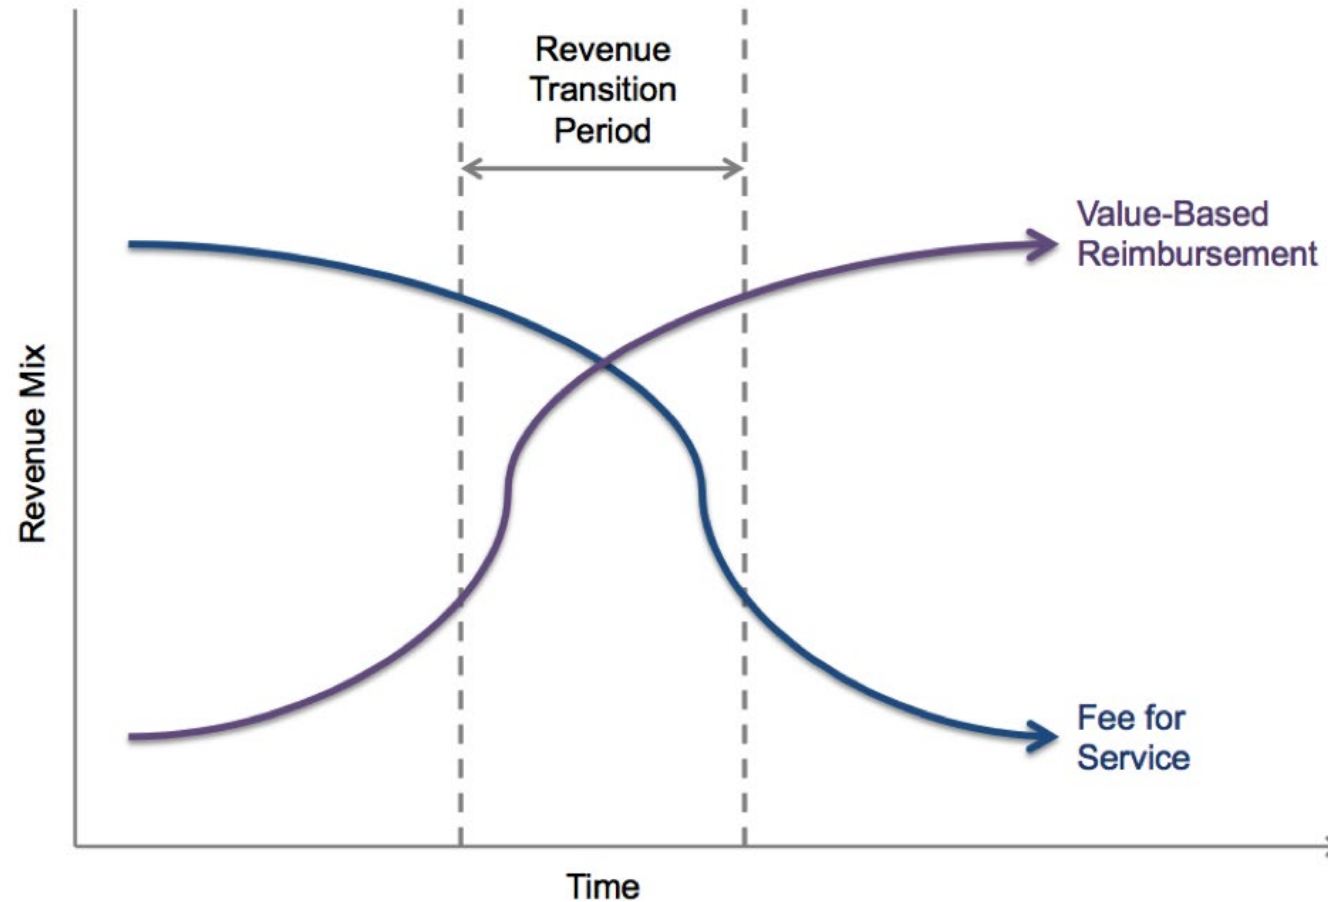 Revenue
Transition
Period
Value-Based
Reimbursement
Revenue Mix
Fee for
Service
Time